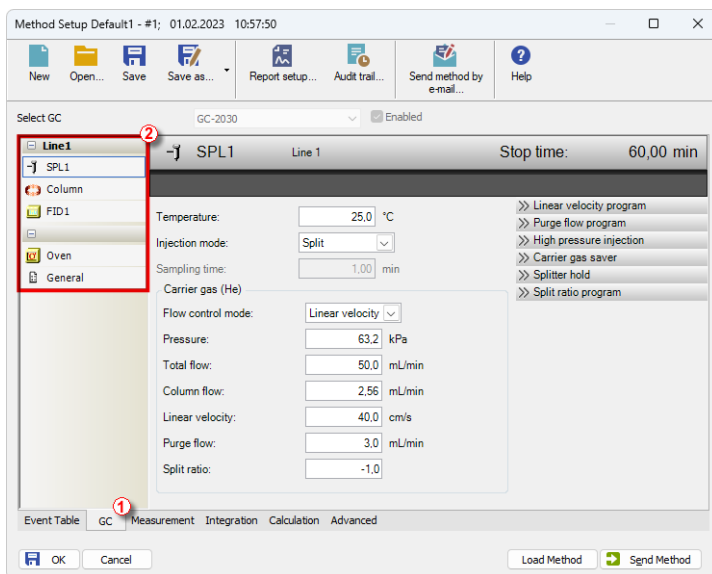 Method Setup Default1 - #1; 01.02.2023 10:57:50
New Open... Save Save as... Report setup... Audit trail... Send method by e-mail... Help
Select GC GC-2030 Enabled
2
Line1
SPL1
Column
FID1
Oven
General
SPL1 Line 1 Stop time: 60,00 min
Temperature: 25,0 °C
Injection mode: Split
Sampling time: 1,00 min
Carrier gas (He)
Flow control mode: Linear velocity
Pressure: 63,2 kPa
Total flow: 50,0 mL/min
Column flow: 2,56 mL/min
Linear velocity: 40,0 cm/s
Purge flow: 3,0 mL/min
Split ratio: -1,0
Linear velocity program
Purge flow program
High pressure injection
Carrier gas saver
Splitter hold
Split ratio program
1
Event Table GC Measurement Integration Calculation Advanced
OK Cancel Load Method Send Method